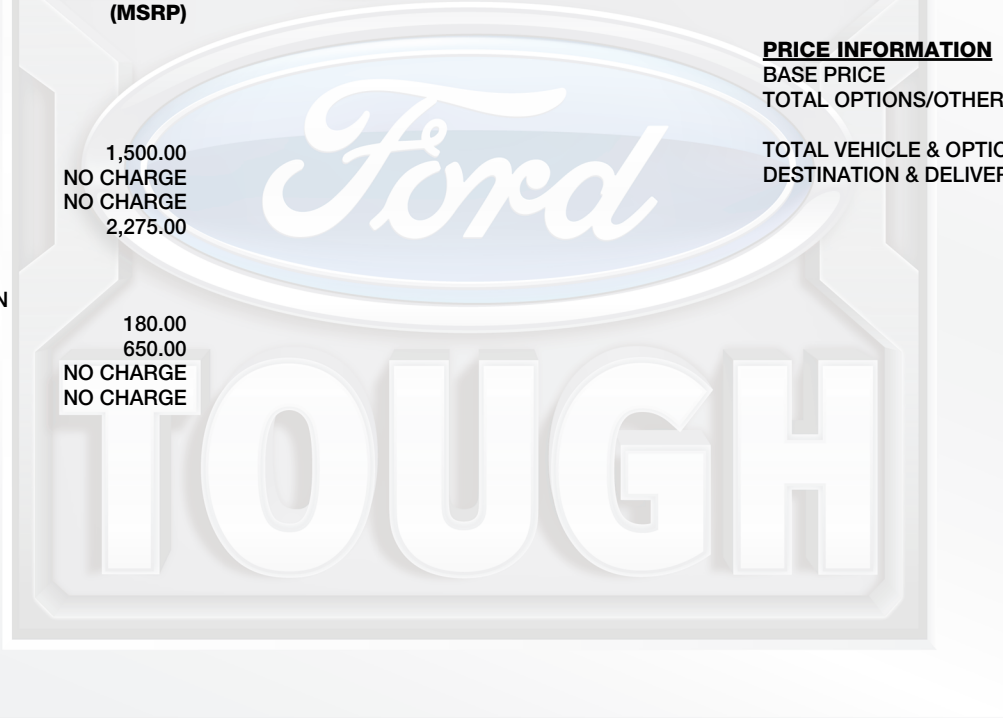 (MSRP)
1,500.00
NO CHARGE
NO CHARGE
2,275.00
N
180.00
650.00
NO CHARGE
NO CHARGE
PRICE INFORMATION
BASE PRICE
TOTAL OPTIONS/OTHER
TOTAL VEHICLE & OPTIO
DESTINATION & DELIVER
Ford
TOUGH